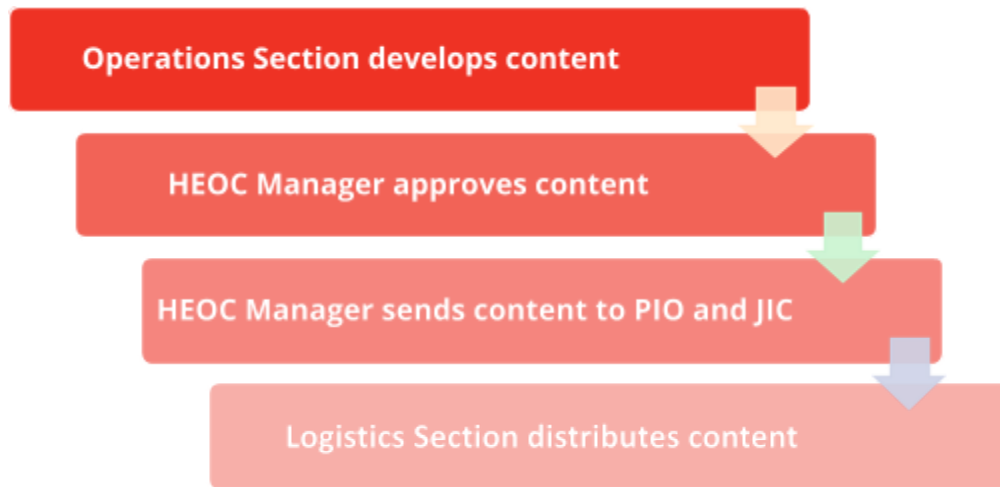 Operations Section develops content
HEOC Manager approves content
HEOC Manager sends content to PIO and JIC
Logistics Section distributes content